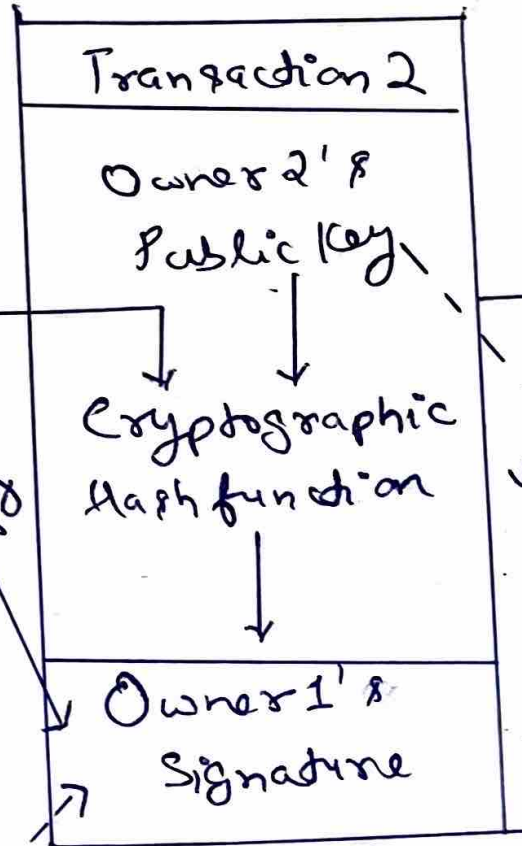 Transaction 2
Owner 2's
Public Key
Cryptographic
Hash function
Owner 1's
Signature